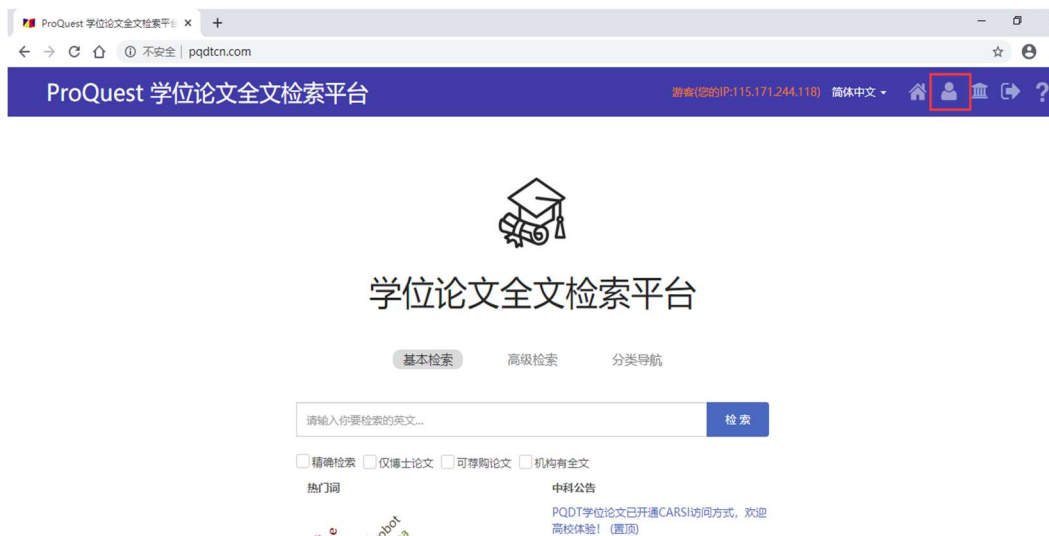 ProQuest 学位论文全文检索平台
不安全 | pqdtcn.com
ProQuest 学位论文全文检索平台
游客(您的IP:115.171.244.118) 简体中文
学位论文全文检索平台
基本检索 高级检索 分类导航
请输入你要检索的英文... 检索
精确检索 仅博士论文 可荐购论文 机构有全文
热门词 中科公告
PQDT学位论文已开通CARSI访问方式，欢迎
高校体验！ (置顶)